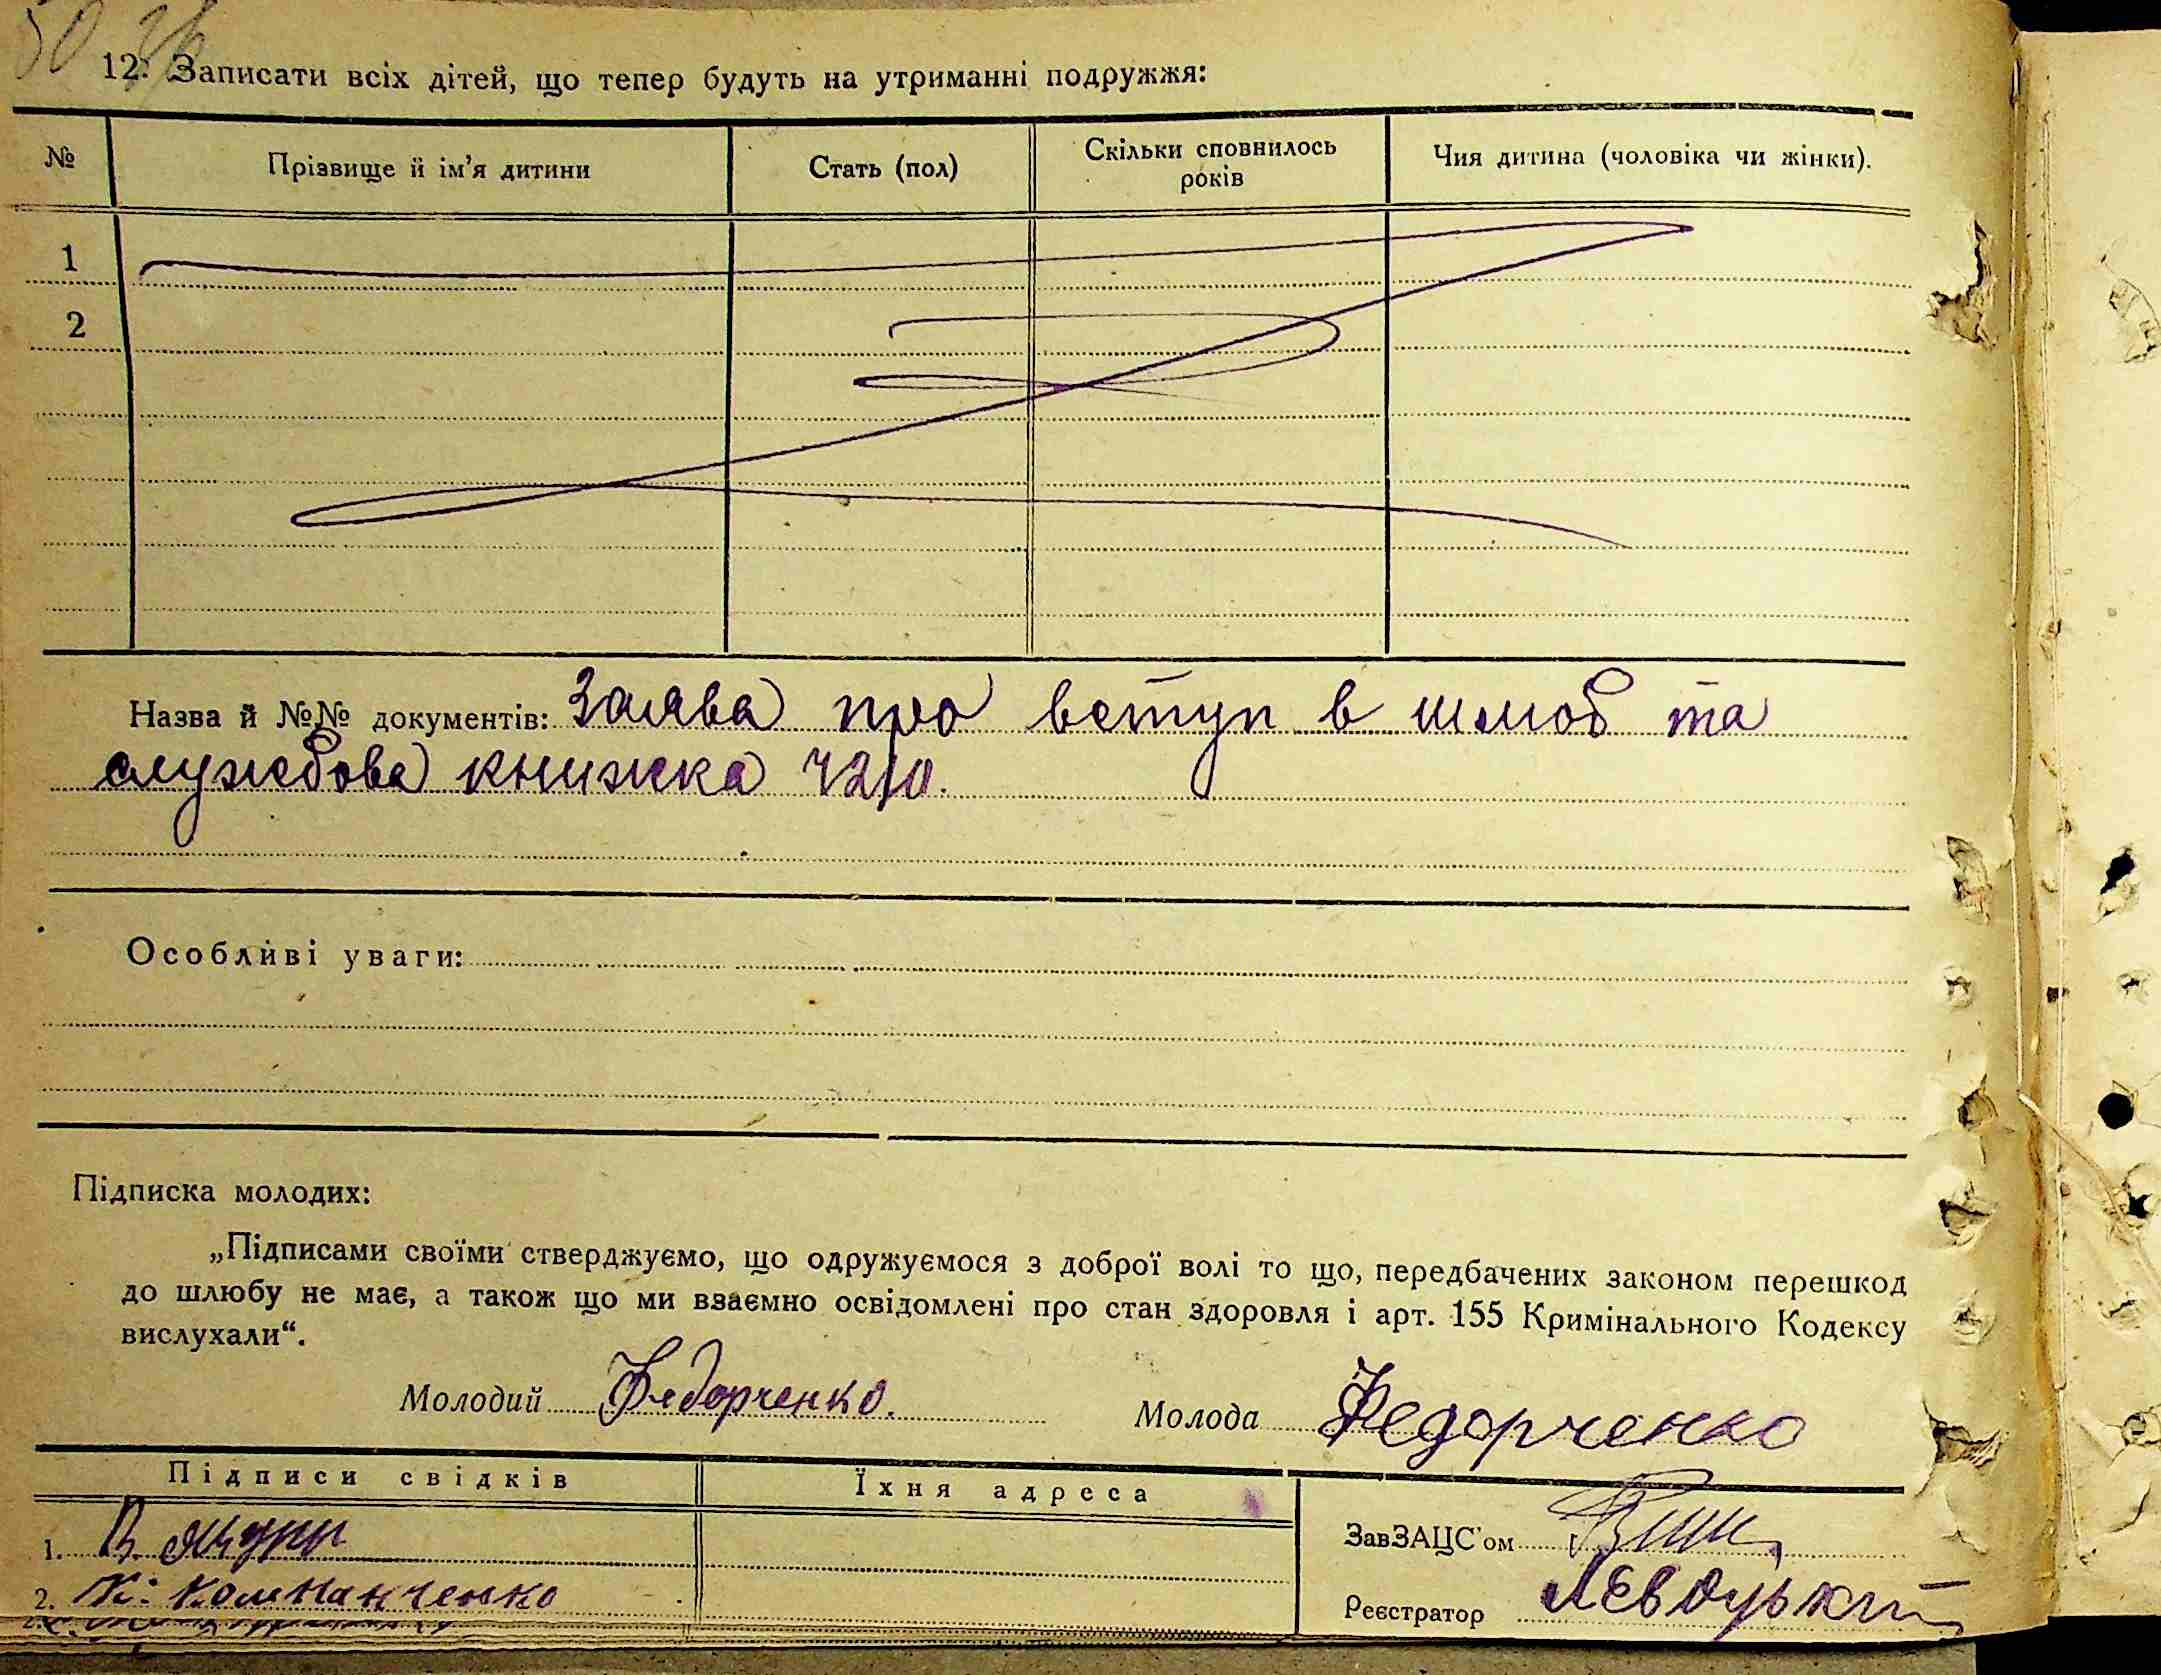 12. Записати всіх дітей, що тепер будуть на утриманні подружжя:
№ Прізвище й ім’я дитини Стать (пол) Скільки сповнилось років Чия дитина (чоловіка чи жінки).
1
2
Назва й №№ документів: Заява про вступ в шлюб та
службова книжка
Особливі уваги:
Підписка молодих:
„Підписами своїми стверджуємо, що одружуємося з доброї волі то що, передбачених законом перешкод
до шлюбу не має, а також що ми взаємно освідомлені про стан здоровля і арт. 155 Кримінального Кодексу
вислухали“.
Молодий Федорченко. Молода Федорченко
Підписи свідків Їхня адреса
ЗавЗАЦС'ом
1. В.
2. К. Компанченко
Реєстратор